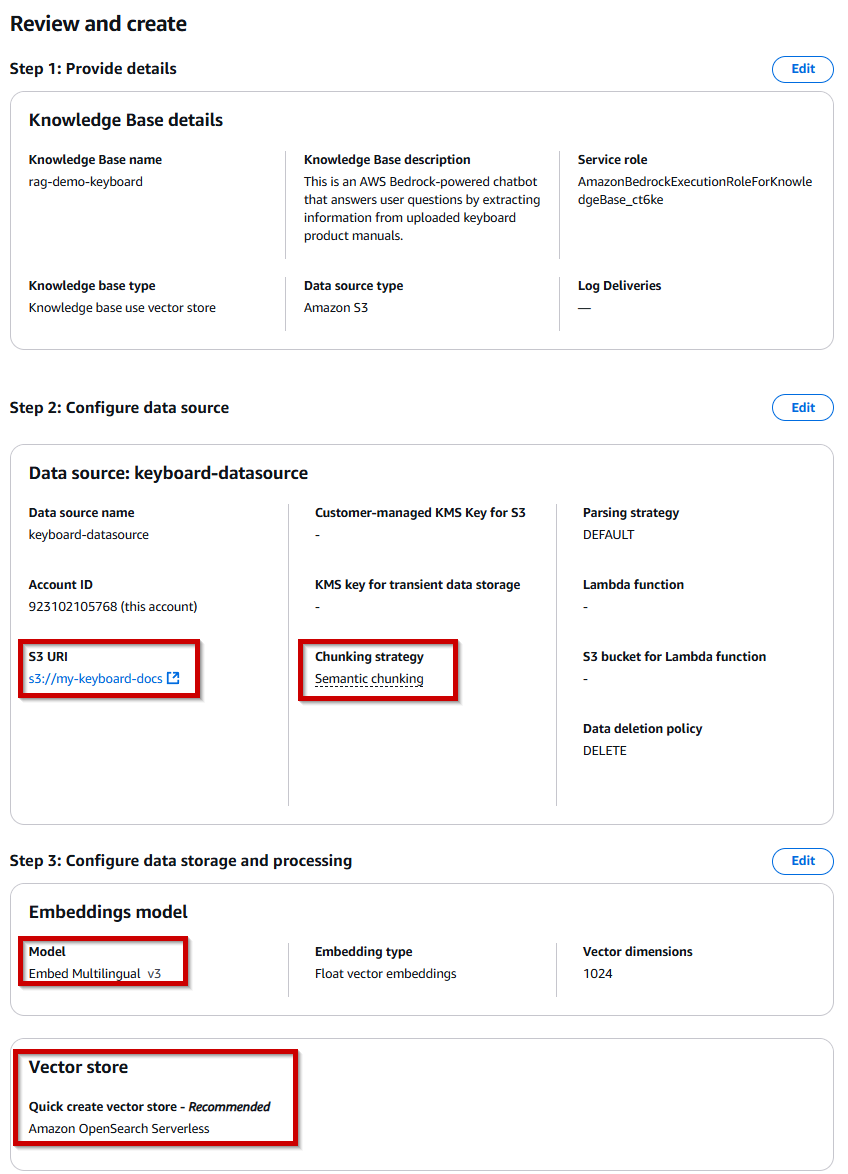 Review and create
Step 1: Provide details
Edit
Knowledge Base details
Knowledge Base name
rag-demo-keyboard
Knowledge Base description
This is an AWS Bedrock-powered chatbot
that answers user questions by extracting
information from uploaded keyboard
product manuals.
Service role
AmazonBedrockExecutionRoleForKnowle
dgeBase_ct6ke
Knowledge base type
Knowledge base use vector store
Data source type
Amazon S3
Log Deliveries
—
Step 2: Configure data source
Edit
Data source: keyboard-datasource
Data source name
keyboard-datasource
Account ID
923102105768 (this account)
S3 URI
s3://my-keyboard-docs
Customer-managed KMS Key for S3
-
KMS key for transient data storage
-
Chunking strategy
Semantic chunking
Parsing strategy
DEFAULT
Lambda function
-
S3 bucket for Lambda function
-
Data deletion policy
DELETE
Step 3: Configure data storage and processing
Edit
Embeddings model
Model
Embed Multilingual v3
Embedding type
Float vector embeddings
Vector dimensions
1024
Vector store
Quick create vector store - Recommended
Amazon OpenSearch Serverless